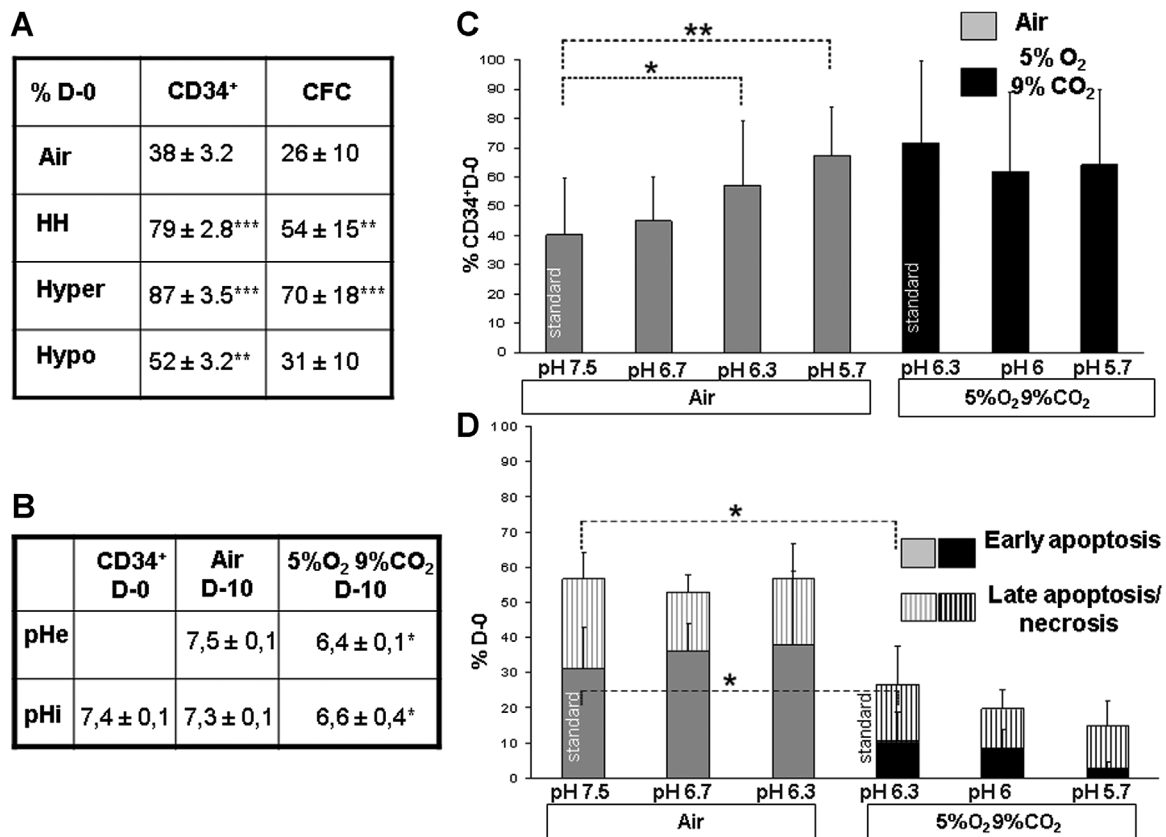 A
% D-0 CD34⁺ CFC
Air 38 ± 3.2 26 ± 10
HH 79 ± 2.8*** 54 ± 15**
Hyper 87 ± 3.5*** 70 ± 18***
Hypo 52 ± 3.2** 31 ± 10
B
CD34⁺ Air 5%O₂ 9%CO₂
D-0 D-10 D-10
pHe 7,5 ± 0,1 6,4 ± 0,1*
pHi 7,4 ± 0,1 7,3 ± 0,1 6,6 ± 0,4*
C
Air
5% O₂
9% CO₂
**
*
% CD34⁺D-0
100
90
80
70
60
50
40
30
20
10
0
standard
standard
pH 7.5 pH 6.7 pH 6.3 pH 5.7 pH 6.3 pH 6 pH 5.7
Air 5%O₂9%CO₂
D
Early apoptosis
Late apoptosis/
necrosis
*
*
% D-0
100
90
80
70
60
50
40
30
20
10
0
standard
standard
pH 7.5 pH 6.7 pH 6.3 pH 6.3 pH 6 pH 5.7
Air 5%O₂9%CO₂